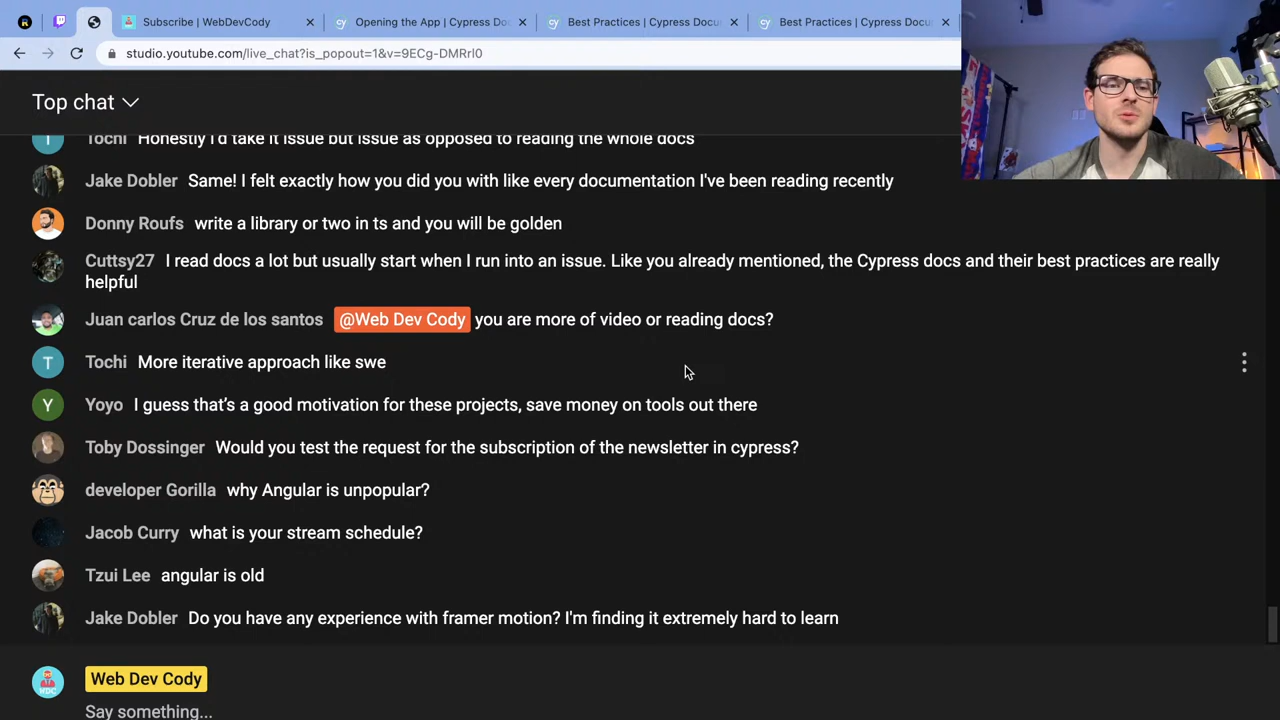 Subscribe | WebDevCody
Opening the App | Cypress Docu
Best Practices | Cypress Docu
Best Practices | Cypress Docu
studio.youtube.com/live_chat?is_popout=1&v=9ECg-DMRrl0
Top chat
T Tochi Honestly I'd take it issue but issue as opposed to reading the whole docs
Jake Dobler Same! I felt exactly how you did you with like every documentation I've been reading recently
Donny Roufs write a library or two in ts and you will be golden
Cuttsy27 I read docs a lot but usually start when I run into an issue. Like you already mentioned, the Cypress docs and their best practices are really
helpful
Juan carlos Cruz de los santos @Web Dev Cody you are more of video or reading docs?
T Tochi More iterative approach like swe
Y Yoyo I guess that's a good motivation for these projects, save money on tools out there
Toby Dossinger Would you test the request for the subscription of the newsletter in cypress?
developer Gorilla why Angular is unpopular?
Jacob Curry what is your stream schedule?
Tzui Lee angular is old
Jake Dobler Do you have any experience with framer motion? I'm finding it extremely hard to learn
WDC Web Dev Cody
Say something...